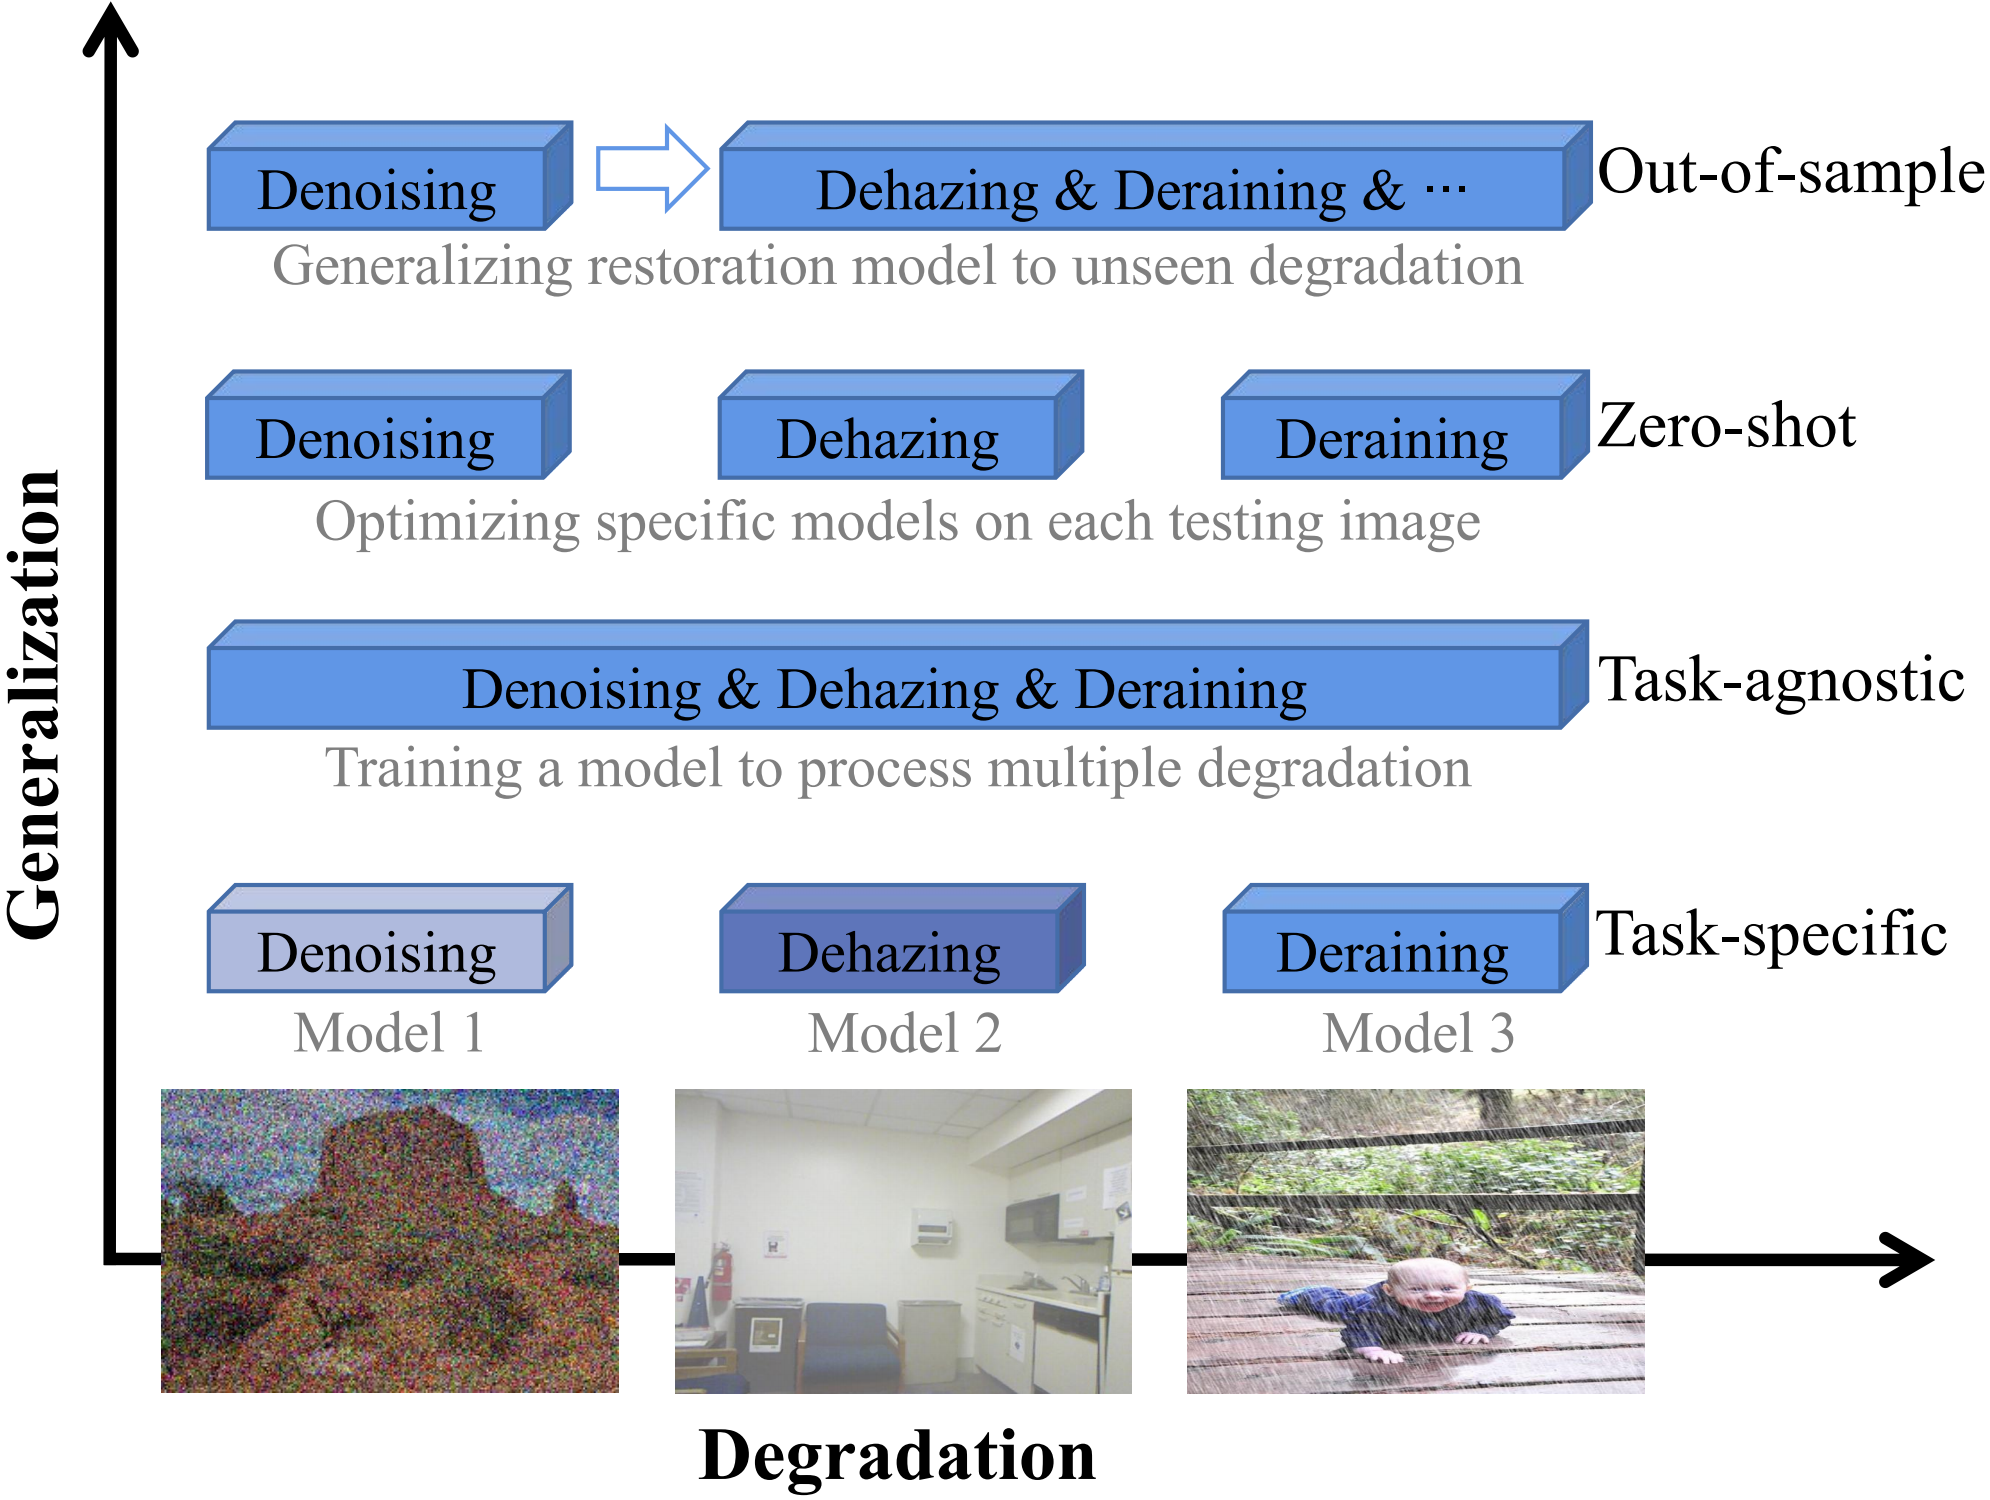 Generalization
Denoising
Dehazing & Deraining & ···
Out-of-sample
Generalizing restoration model to unseen degradation
Denoising
Dehazing
Deraining
Zero-shot
Optimizing specific models on each testing image
Denoising & Dehazing & Deraining
Task-agnostic
Training a model to process multiple degradation
Denoising
Dehazing
Deraining
Task-specific
Model 1
Model 2
Model 3
Degradation